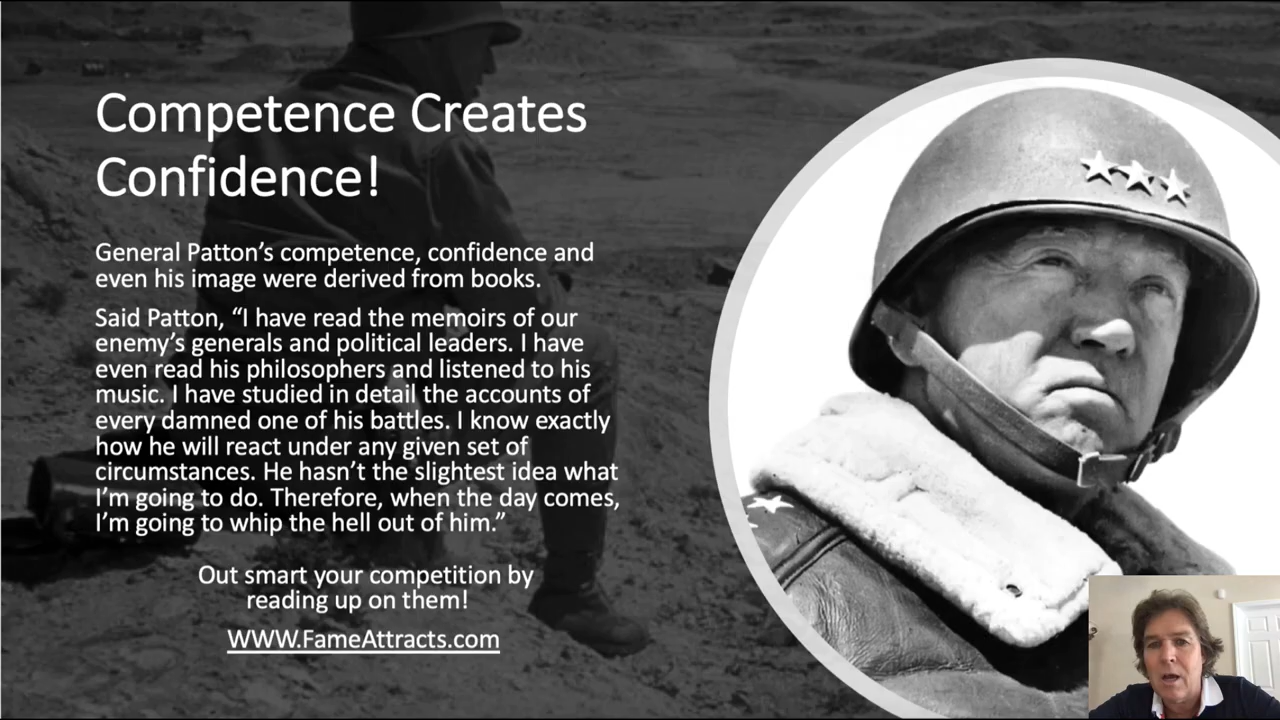 Competence Creates
Confidence!
General Patton’s competence, confidence and
even his image were derived from books.
Said Patton, “I have read the memoirs of our
enemy’s generals and political leaders. I have
even read his philosophers and listened to his
music. I have studied in detail the accounts of
every damned one of his battles. I know exactly
how he will react under any given set of
circumstances. He hasn’t the slightest idea what
I’m going to do. Therefore, when the day comes,
I’m going to whip the hell out of him.”
Out smart your competition by
reading up on them!
WWW.FameAttracts.com